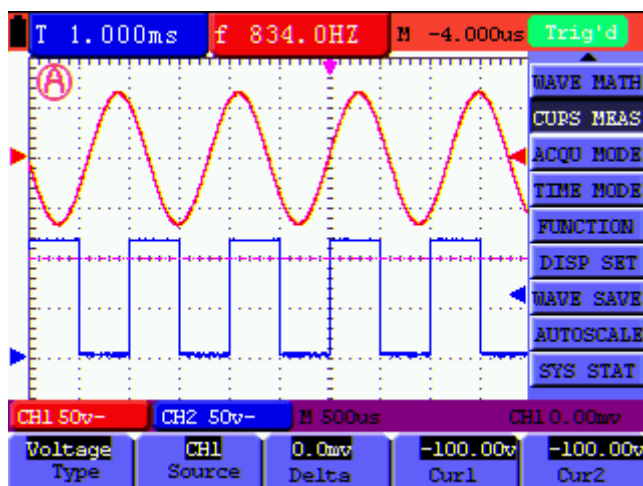 T 1.000ms f 834.0HZ M -4.000us Trig'd
A
WAVE MATH
CUPS MEAS
ACQU MODE
TIME MODE
FUNCTION
DISP SET
WAVE SAVE
AUTOSCALE
SYS STAT
CH1 50v- CH2 50v- M 500us CH1 0.00mv
Voltage CH1 0.0mv -100.00v -100.00v
Type Source Delta Cur1 Cur2